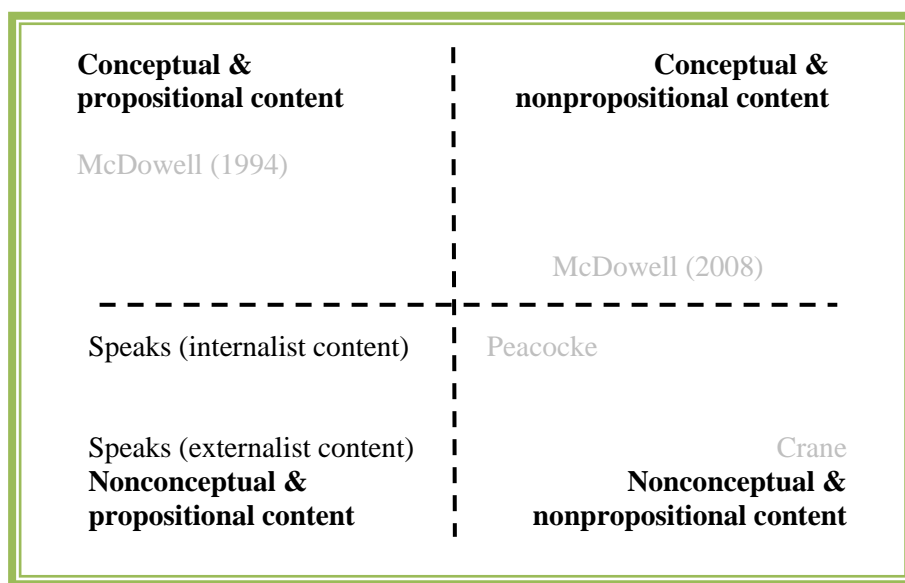 Conceptual &
propositional content
Conceptual &
nonpropositional content
McDowell (1994)
McDowell (2008)
Speaks (internalist content)
Peacocke
Speaks (externalist content)
Nonconceptual &
propositional content
Crane
Nonconceptual &
nonpropositional content